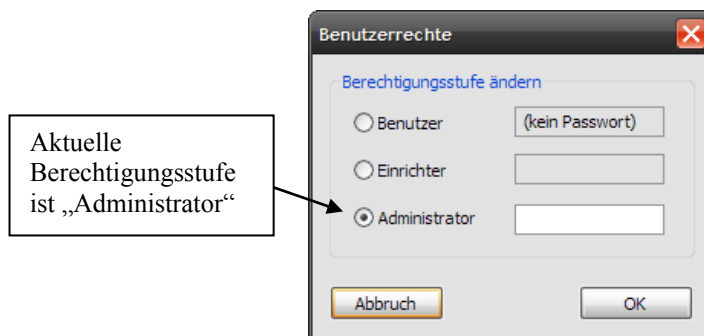 Benutzerrechte
Berechtigungsstufe ändern
Benutzer (kein Passwort)
Einrichter
Administrator
Abbruch OK
Aktuelle
Berechtigungsstufe
ist „Administrator“